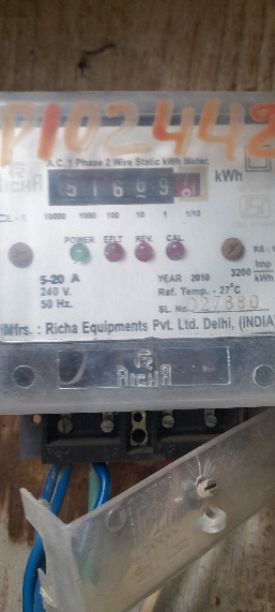 P102442
A.C. 1 Phase 2 Wire Static kWh Meter.
RICHA
51699 kWh
CL-1 10000 1000 100 10 1 1/10
POWER EFLT REV. CAL
RS:
5-20 A YEAR 2010 3200 Imp/kWh
240 V. Ref. Temp. - 27°C
50 Hz. SL No. 027880
Mfrs. : Richa Equipments Pvt. Ltd. Delhi, (INDIA)
RICHA